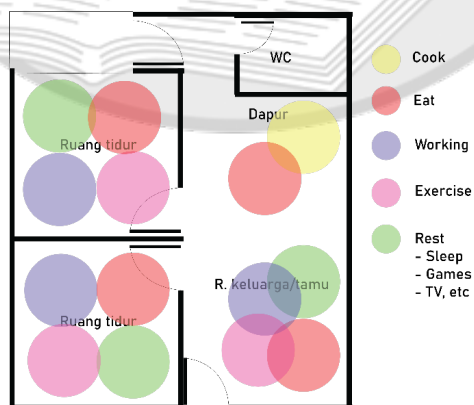 WC
Dapur
Ruang tidur
R. keluarga/tamu
Ruang tidur
Cook
Eat
Working
Exercise
Rest
- Sleep
- Games
- TV, etc